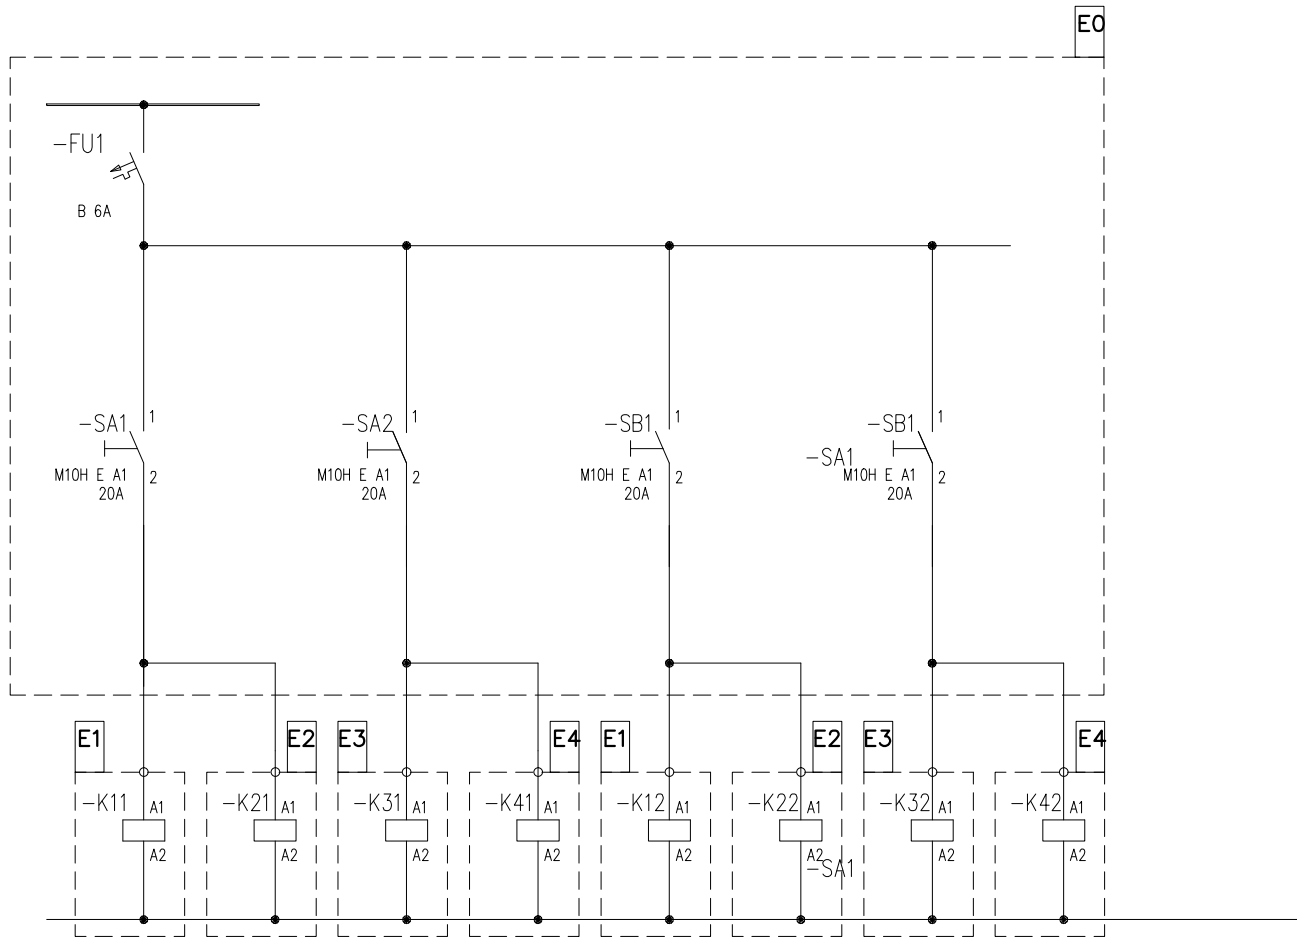 E0
-FU1
B 6A
-SA1
1
M10H E A1
20A
2
-SA2
1
M10H E A1
20A
2
-SB1
1
M10H E A1
20A
2
-SB1
1
-SA1
M10H E A1
20A
2
E1
E2
E3
E4
E1
E2
E3
E4
-K11
A1
A2
-K21
A1
A2
-K31
A1
A2
-K41
A1
A2
-K12
A1
A2
-K22
A1
A2
-SA1
-K32
A1
A2
-K42
A1
A2